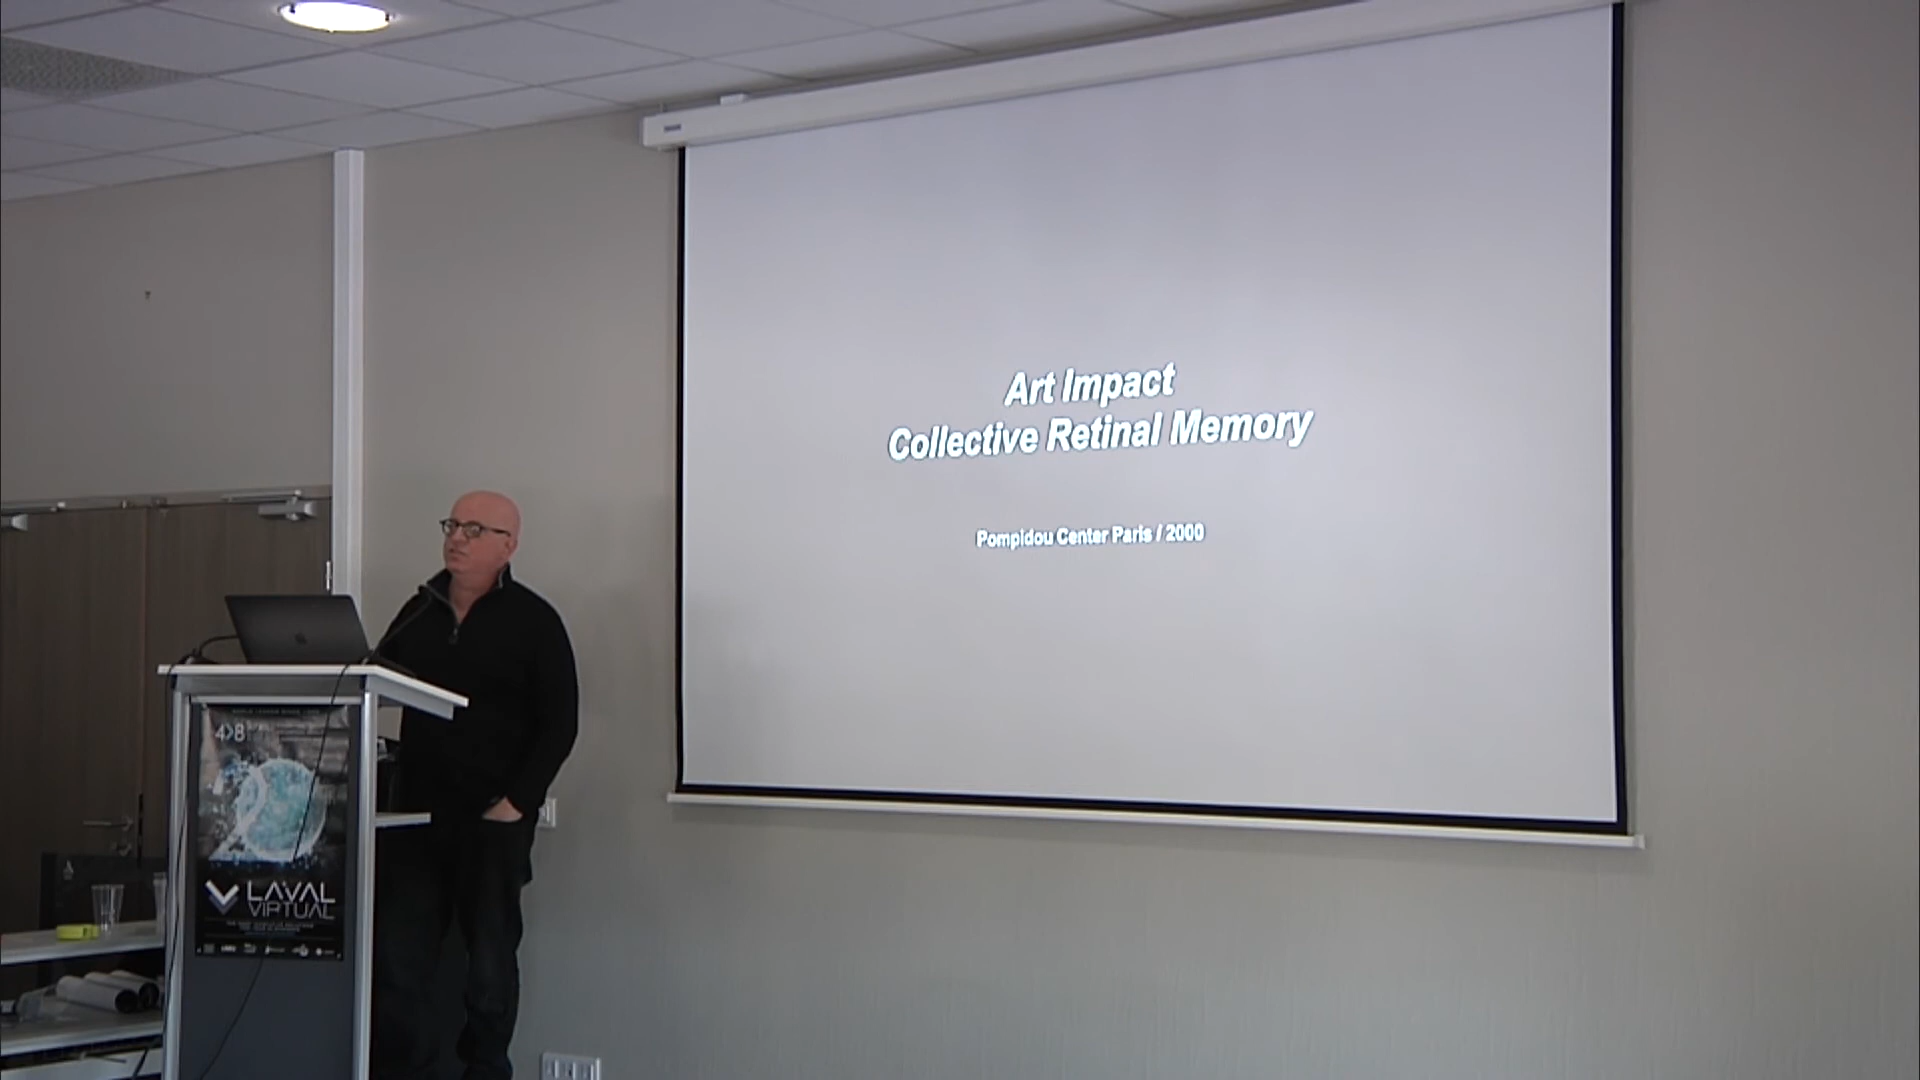 Art Impact
Collective Retinal Memory
Pompidou Center Paris / 2000
LAVAL
VIRTUAL